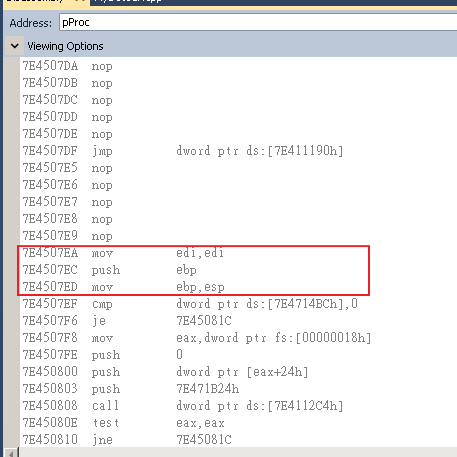 Address: pProc
Viewing Options
7E4507DA nop
7E4507DB nop
7E4507DC nop
7E4507DD nop
7E4507DE nop
7E4507DF jmp dword ptr ds:[7E411190h]
7E4507E5 nop
7E4507E6 nop
7E4507E7 nop
7E4507E8 nop
7E4507E9 nop
7E4507EA mov edi,edi
7E4507EC push ebp
7E4507ED mov ebp,esp
7E4507EF cmp dword ptr ds:[7E4714BCh],0
7E4507F6 je 7E45081C
7E4507F8 mov eax,dword ptr fs:[00000018h]
7E4507FE push 0
7E450800 push dword ptr [eax+24h]
7E450803 push 7E471B24h
7E450808 call dword ptr ds:[7E4112C4h]
7E45080E test eax,eax
7E450810 jne 7E45081C